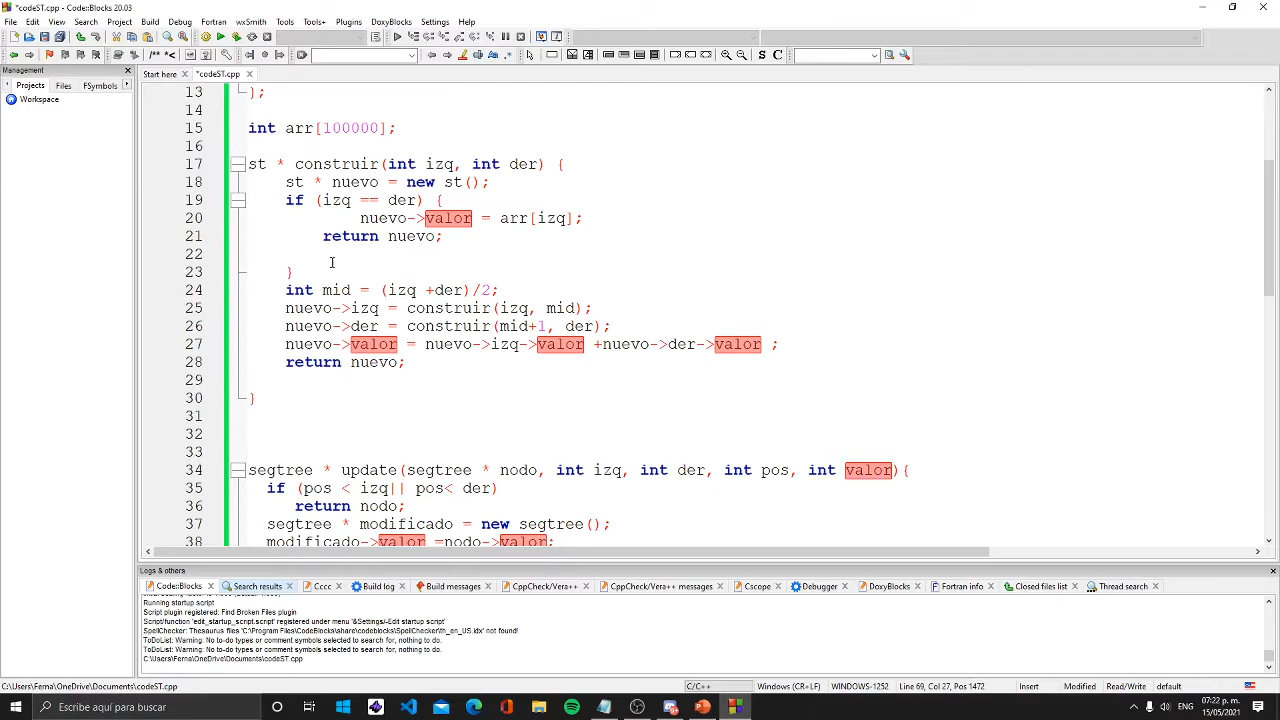 *codeST.cpp - Code::Blocks 20.03
File Edit View Search Project Build Debug Fortran wxSmith Tools Tools+ Plugins DoxyBlocks Settings Help
Management
Projects Files FSymbols
Workspace
Start here *codeST.cpp
13 };
14
15 int arr[100000];
16
17 st * construir(int izq, int der) {
18 st * nuevo = new st();
19 if (izq == der) {
20 nuevo->valor = arr[izq];
21 return nuevo;
22
23 }
24 int mid = (izq +der)/2;
25 nuevo->izq = construir(izq, mid);
26 nuevo->der = construir(mid+1, der);
27 nuevo->valor = nuevo->izq->valor +nuevo->der->valor ;
28 return nuevo;
29
30 }
31
32
33
34 segtree * update(segtree * nodo, int izq, int der, int pos, int valor){
35 if (pos < izq|| pos< der)
36 return nodo;
37 segtree * modificado = new segtree();
38 modificado->valor =nodo->valor;
Logs & others
Code::Blocks Search results Cccc Build log Build messages CppCheck/Vera++ CppCheck/Vera++ messages Cscope Debugger DoxyBlocks Fortran info Closed files list Thread search
Running startup script
Script plugin registered: Find Broken Files plugin
Script/function 'edit_startup_script.script' registered under menu '&Settings/-Edit startup script'
SpellChecker: Thesaurus files 'C:\Program Files\CodeBlocks\share\codeblocks\SpellChecker\th_en_US.idx' not found!
ToDoList: Warning: No to-do types or comment symbols selected to search for, nothing to do.
ToDoList: Warning: No to-do types or comment symbols selected to search for, nothing to do.
C:\Users\Ferna\OneDrive\Documents\codeST.cpp
C:\Users\Ferna\OneDrive\Documents\codeST.cpp C/C++ Windows (CR+LF) WINDOWS-1252 Line 69, Col 27, Pos 1472 Insert Modified Read/Write default
Escribe aquí para buscar ENG 07:22 p. m.
15/05/2021